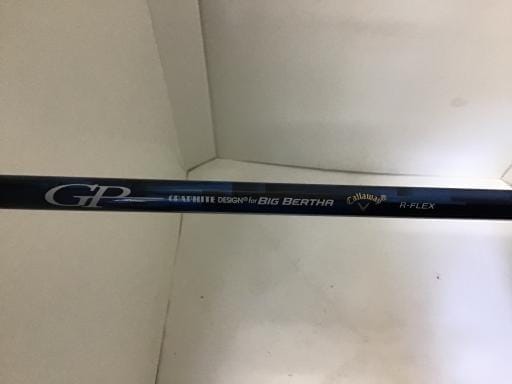 GP GRAPHITE DESIGN® for BIG BERTHA Callaway® R-FLEX